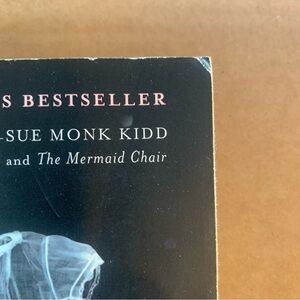 S BESTSELLER
–SUE MONK KIDD
and The Mermaid Chair